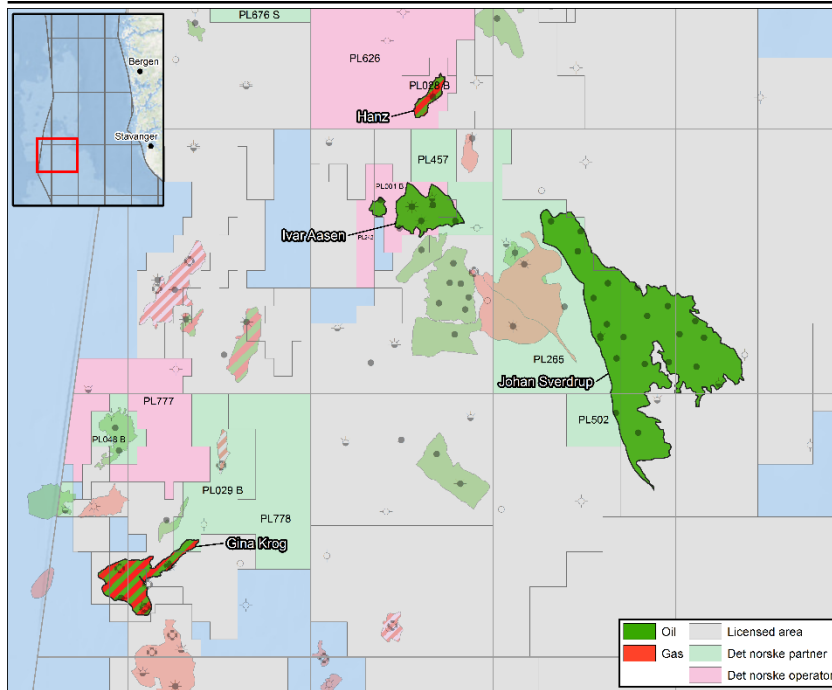 PL676 S
Bergen
Stavanger
PL626
PL028 B
Hanz
PL457
PL001 B
Ivar Aasen
PL242
PL265
Johan Sverdrup
PL502
PL777
PL048 B
PL029 B
PL778
Gina Krog
Oil
Licensed area
Gas
Det norske partner
Det norske operator